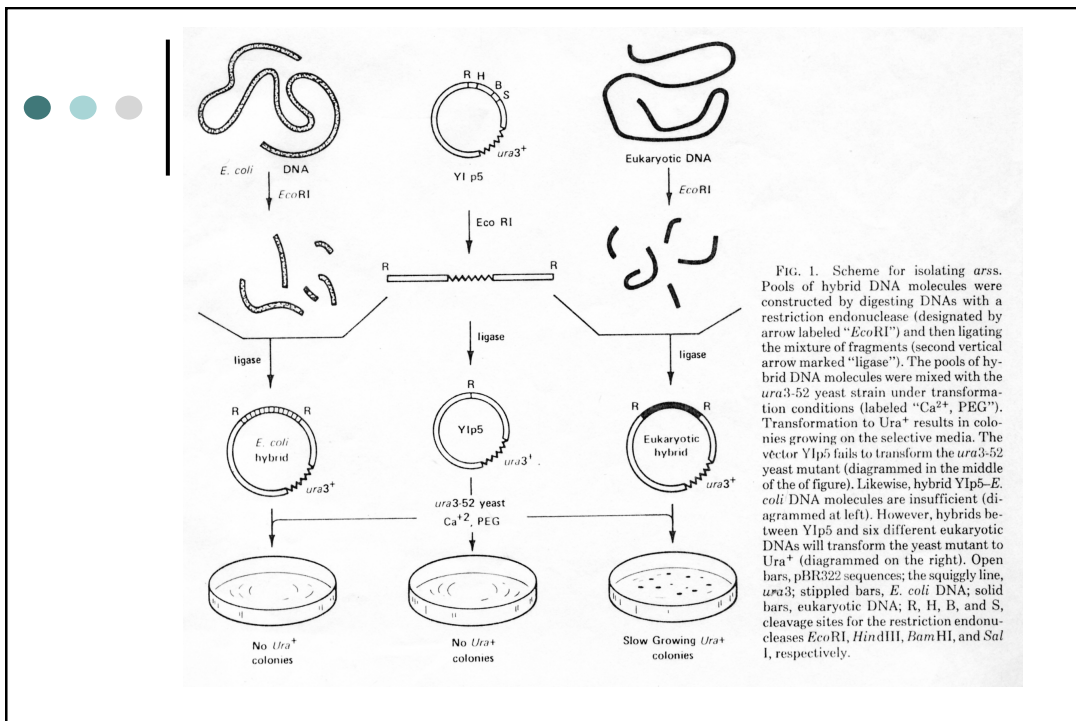 R H
B
S
ura3+
E. coli DNA
YI p5
Eukaryotic DNA
EcoRI
Eco RI
EcoRI
R
R
ligase
ligase
ligase
R
R R
R R
E. coli
hybrid
YIp5
Eukaryotic
hybrid
ura3+
ura3+.
ura3+
ura3-52 yeast
Ca+2, PEG
No Ura+
colonies
No Ura+
colonies
Slow Growing Ura+
colonies
FIG. 1. Scheme for isolating arss.
Pools of hybrid DNA molecules were
constructed by digesting DNAs with a
restriction endonuclease (designated by
arrow labeled “EcoRI”) and then ligating
the mixture of fragments (second vertical
arrow marked “ligase”). The pools of hy-
brid DNA molecules were mixed with the
ura3-52 yeast strain under transforma-
tion conditions (labeled “Ca2+, PEG”).
Transformation to Ura+ results in colo-
nies growing on the selective media. The
vector YIp5 fails to transform the ura3-52
yeast mutant (diagrammed in the middle
of the of figure). Likewise, hybrid YIp5–E.
coli DNA molecules are insufficient (di-
agrammed at left). However, hybrids be-
tween YIp5 and six different eukaryotic
DNAs will transform the yeast mutant to
Ura+ (diagrammed on the right). Open
bars, pBR322 sequences; the squiggly line,
ura3; stippled bars, E. coli DNA; solid
bars, eukaryotic DNA; R, H, B, and S,
cleavage sites for the restriction endonu-
cleases EcoRI, HindIII, BamHI, and Sal
I, respectively.